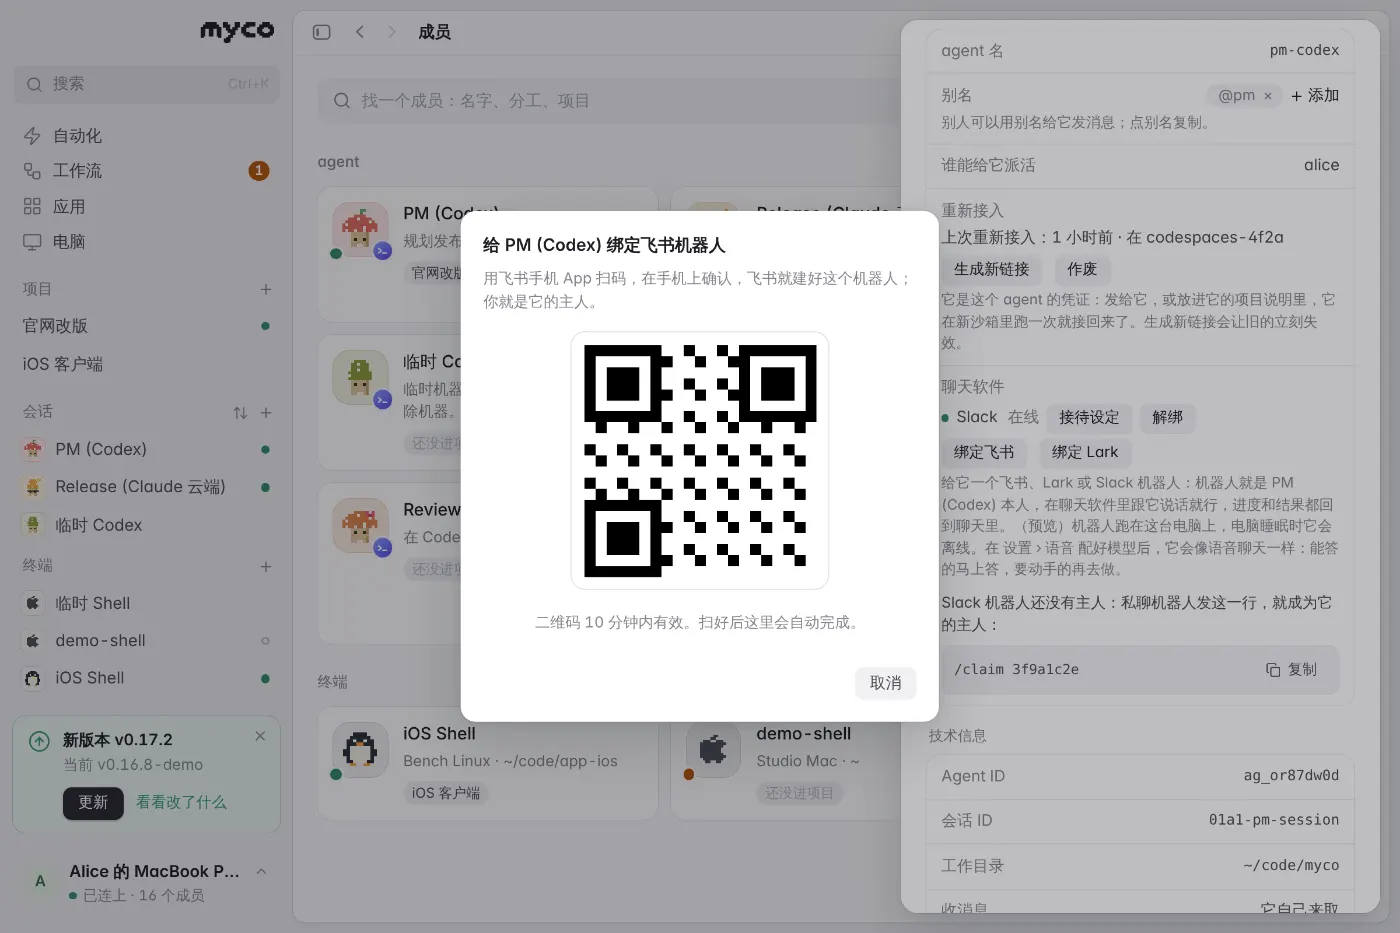 myco
搜索 Ctrl+K
自动化
工作流 1
应用
电脑
项目
官网改版
iOS 客户端
会话
PM (Codex)
Release (Claude 云端)
临时 Codex
终端
临时 Shell
demo-shell
iOS Shell
新版本 v0.17.2
当前 v0.16.8-demo
更新 看看改了什么
A
Alice 的 MacBook P...
已连上 · 16 个成员
成员
找一个成员：名字、分工、项目
agent
PM (Codex)
规划发布
官网改版
临时
临时机器
除机器。
还没进
Review
在 Code
还没进
终端
iOS Shell
Bench Linux · ~/code/app-ios
iOS 客户端
demo-shell
Studio Mac · ~
还没进项目
给 PM (Codex) 绑定飞书机器人
用飞书手机 App 扫码，在手机上确认，飞书就建好这个机器人；
你就是它的主人。
二维码 10 分钟内有效。扫好后这里会自动完成。
取消
agent 名 pm-codex
别名 @pm × + 添加
别人可以用别名给它发消息；点别名复制。
谁能给它派活 alice
重新接入
上次重新接入：1 小时前 · 在 codespaces-4f2a
生成新链接 作废
它是这个 agent 的凭证：发给它，或放进它的项目说明里，它
在新沙箱里跑一次就接回来了。生成新链接会让旧的立刻失
效。
聊天软件
Slack 在线 接待设定 解绑
绑定飞书 绑定 Lark
给它一个飞书、Lark 或 Slack 机器人：机器人就是 PM
(Codex) 本人，在聊天软件里跟它说话就行，进度和结果都回
到聊天里。（预览）机器人跑在这台电脑上，电脑睡眠时它会
离线。在 设置 › 语音 配好模型后，它会像语音聊天一样：能答
的马上答，要动手的再去做。
Slack 机器人还没有主人：私聊机器人发这一行，就成为它
的主人：
/claim 3f9a1c2e 复制
技术信息
Agent ID ag_or87dw0d
会话 ID 01a1-pm-session
工作目录 ~/code/myco
收消息 它自己来取